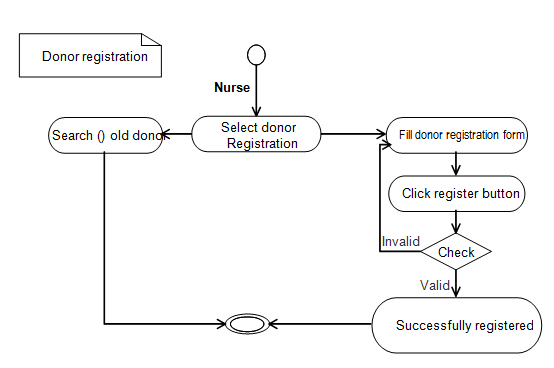 Donor registration
Nurse
Search () old dono
Select donor
Registration
Fill donor registration form
Click register button
Invalid
Check
Valid
Successfully registered